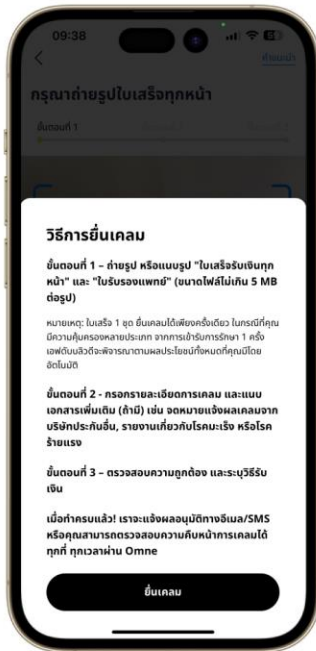 09:38
คำแนะนำ
กรุณาถ่ายรูปใบเสร็จทุกหน้า
ขั้นตอนที่ 1
วิธีการยื่นเคลม
ขั้นตอนที่ 1 – ถ่ายรูป หรือแนบรูป "ใบเสร็จรับเงินทุก
หน้า" และ "ใบรับรองแพทย์" (ขนาดไฟล์ไม่เกิน 5 MB
ต่อรูป)
หมายเหตุ: ใบเสร็จ 1 ชุด ยื่นเคลมได้เพียงครั้งเดียว ในกรณีที่คุณ
มีความคุ้มครองหลายประเภท จากการเข้ารับการรักษา 1 ครั้ง
เอฟดับบลิวดีจะพิจารณาตามผลประโยชน์ทั้งหมดที่คุณมีโดย
อัตโนมัติ
ขั้นตอนที่ 2 - กรอกรายละเอียดการเคลม และแนบ
เอกสารเพิ่มเติม (ถ้ามี) เช่น จดหมายแจ้งผลเคลมจาก
บริษัทประกันอื่น, รายงานเกี่ยวกับโรคมะเร็ง หรือโรค
ร้ายแรง
ขั้นตอนที่ 3 – ตรวจสอบความถูกต้อง และระบุวิธีรับ
เงิน
เมื่อทำครบแล้ว! เราจะแจ้งผลอนุมัติทางอีเมล/SMS
หรือคุณสามารถตรวจสอบความคืบหน้าการเคลมได้
ทุกที่ ทุกเวลาผ่าน Omne
ยื่นเคลม